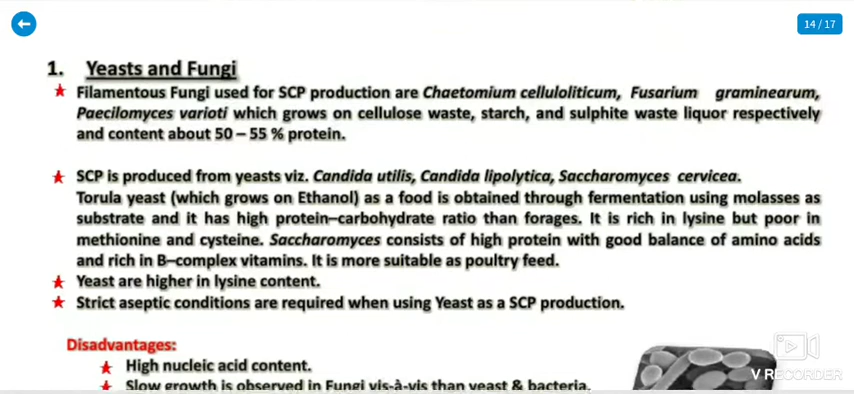 14 / 17
1. Yeasts and Fungi
Filamentous Fungi used for SCP production are Chaetomium celluloliticum, Fusarium graminearum,
Paecilomyces varioti which grows on cellulose waste, starch, and sulphite waste liquor respectively
and content about 50 – 55 % protein.
SCP is produced from yeasts viz. Candida utilis, Candida lipolytica, Saccharomyces cervicea.
Torula yeast (which grows on Ethanol) as a food is obtained through fermentation using molasses as
substrate and it has high protein–carbohydrate ratio than forages. It is rich in lysine but poor in
methionine and cysteine. Saccharomyces consists of high protein with good balance of amino acids
and rich in B–complex vitamins. It is more suitable as poultry feed.
Yeast are higher in lysine content.
Strict aseptic conditions are required when using Yeast as a SCP production.
Disadvantages:
High nucleic acid content.
Slow growth is observed in Fungi vis-à-vis than yeast & bacteria.
V RECORDER